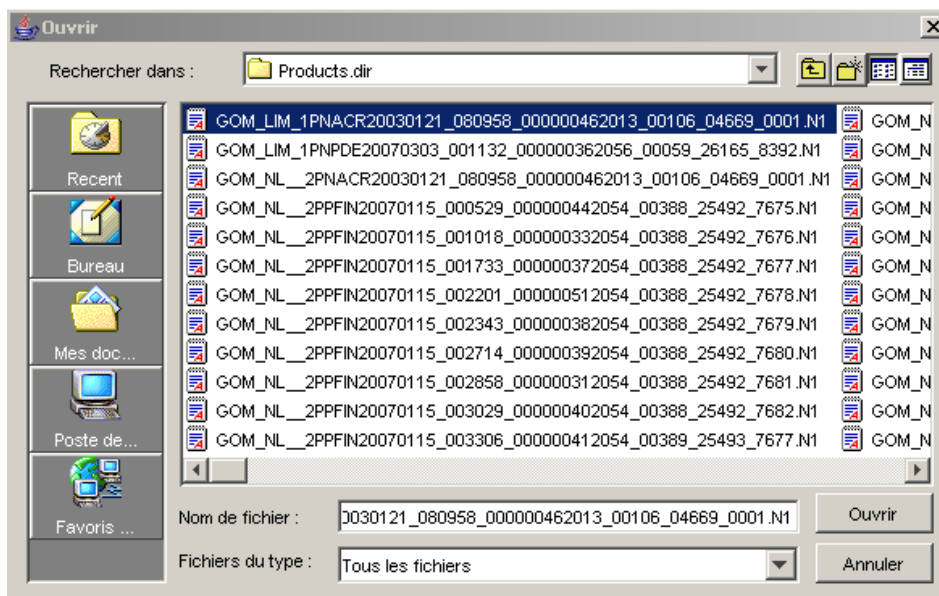 Ouvrir
Rechercher dans :
Products.dir
Recent
Bureau
Mes doc...
Poste de...
Favoris ...
GOM_LIM_1PNACR20030121_080958_000000462013_00106_04669_0001.N1
GOM_LIM_1PNPDE20070303_001132_000000362056_00059_26165_8392.N1
GOM_NL__2PNACR20030121_080958_000000462013_00106_04669_0001.N1
GOM_NL__2PPFIN20070115_000529_000000442054_00388_25492_7675.N1
GOM_NL__2PPFIN20070115_001018_000000332054_00388_25492_7676.N1
GOM_NL__2PPFIN20070115_001733_000000372054_00388_25492_7677.N1
GOM_NL__2PPFIN20070115_002201_000000512054_00388_25492_7678.N1
GOM_NL__2PPFIN20070115_002343_000000382054_00388_25492_7679.N1
GOM_NL__2PPFIN20070115_002714_000000392054_00388_25492_7680.N1
GOM_NL__2PPFIN20070115_002858_000000312054_00388_25492_7681.N1
GOM_NL__2PPFIN20070115_003029_000000402054_00388_25492_7682.N1
GOM_NL__2PPFIN20070115_003306_000000412054_00389_25493_7677.N1
GOM_N
GOM_N
GOM_N
GOM_N
GOM_N
GOM_N
GOM_N
GOM_N
GOM_N
GOM_N
GOM_N
GOM_N
Nom de fichier :
0030121_080958_000000462013_00106_04669_0001.N1
Ouvrir
Fichiers du type :
Tous les fichiers
Annuler